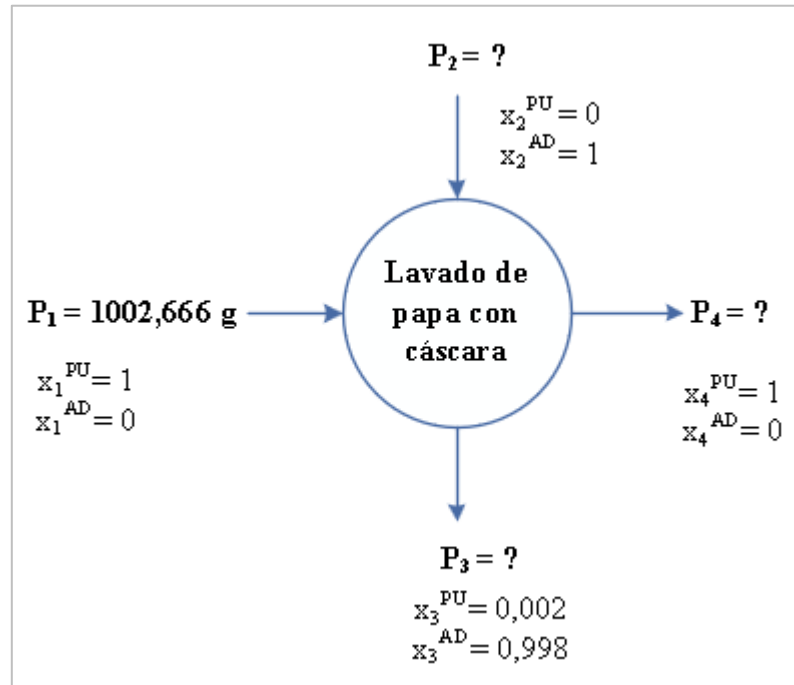 P₂ = ?
x₂ᴾᵁ = 0
x₂ᴬᴰ = 1
Lavado de
papa con
cáscara
P₁ = 1002,666 g
P₄ = ?
x₁ᴾᵁ = 1
x₁ᴬᴰ = 0
x₄ᴾᵁ = 1
x₄ᴬᴰ = 0
P₃ = ?
x₃ᴾᵁ = 0,002
x₃ᴬᴰ = 0,998